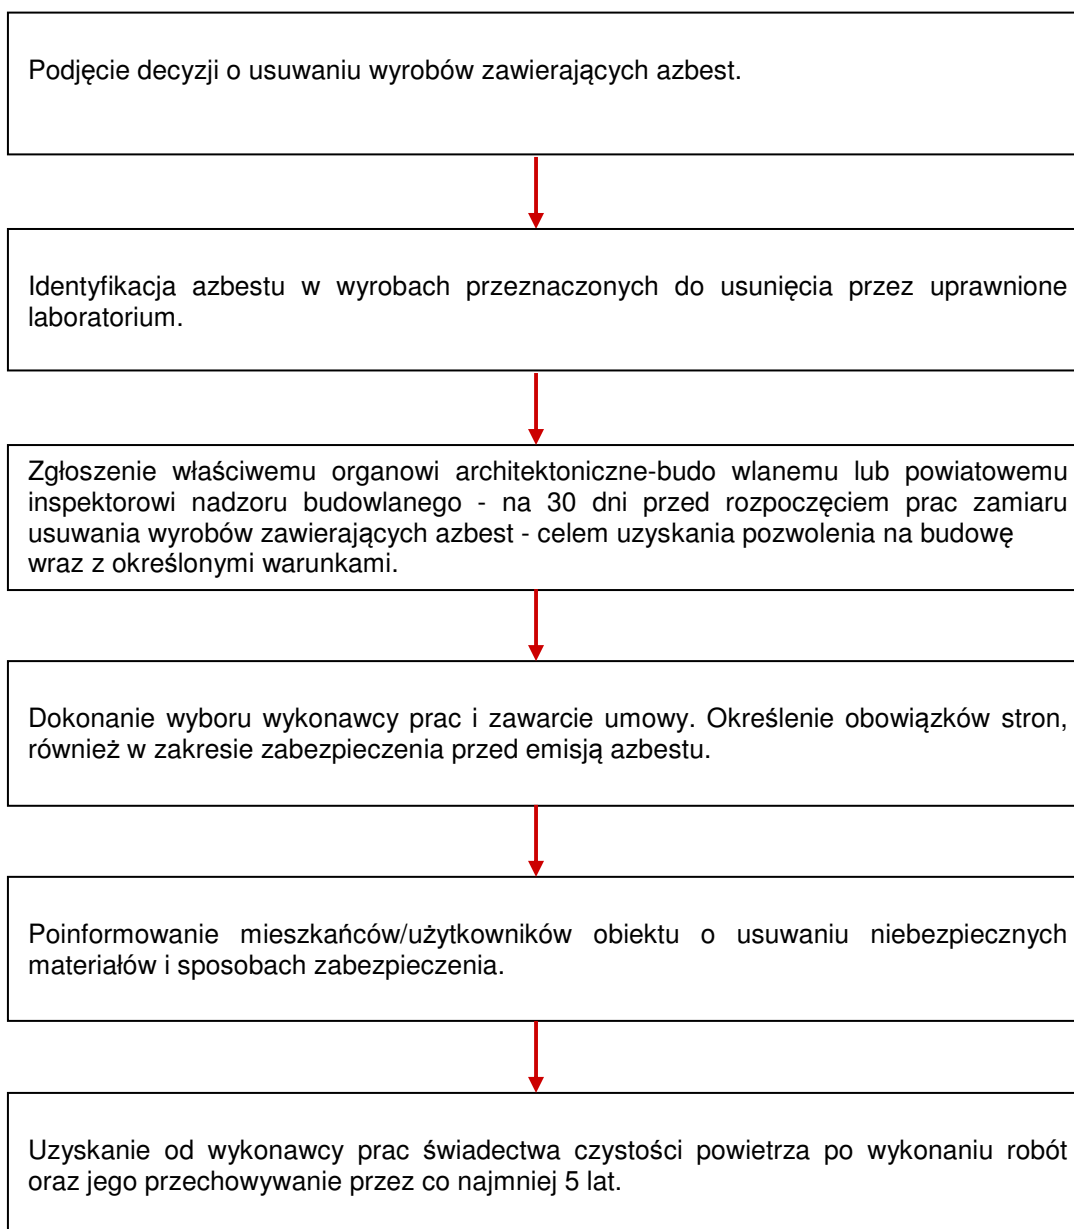 Podjęcie decyzji o usuwaniu wyrobów zawierających azbest.
Identyfikacja azbestu w wyrobach przeznaczonych do usunięcia przez uprawnione
laboratorium.
Zgłoszenie właściwemu organowi architektoniczne-budo wlanemu lub powiatowemu
inspektorowi nadzoru budowlanego - na 30 dni przed rozpoczęciem prac zamiaru
usuwania wyrobów zawierających azbest - celem uzyskania pozwolenia na budowę
wraz z określonymi warunkami.
Dokonanie wyboru wykonawcy prac i zawarcie umowy. Określenie obowiązków stron,
również w zakresie zabezpieczenia przed emisją azbestu.
Poinformowanie mieszkańców/użytkowników obiektu o usuwaniu niebezpiecznych
materiałów i sposobach zabezpieczenia.
Uzyskanie od wykonawcy prac świadectwa czystości powietrza po wykonaniu robót
oraz jego przechowywanie przez co najmniej 5 lat.